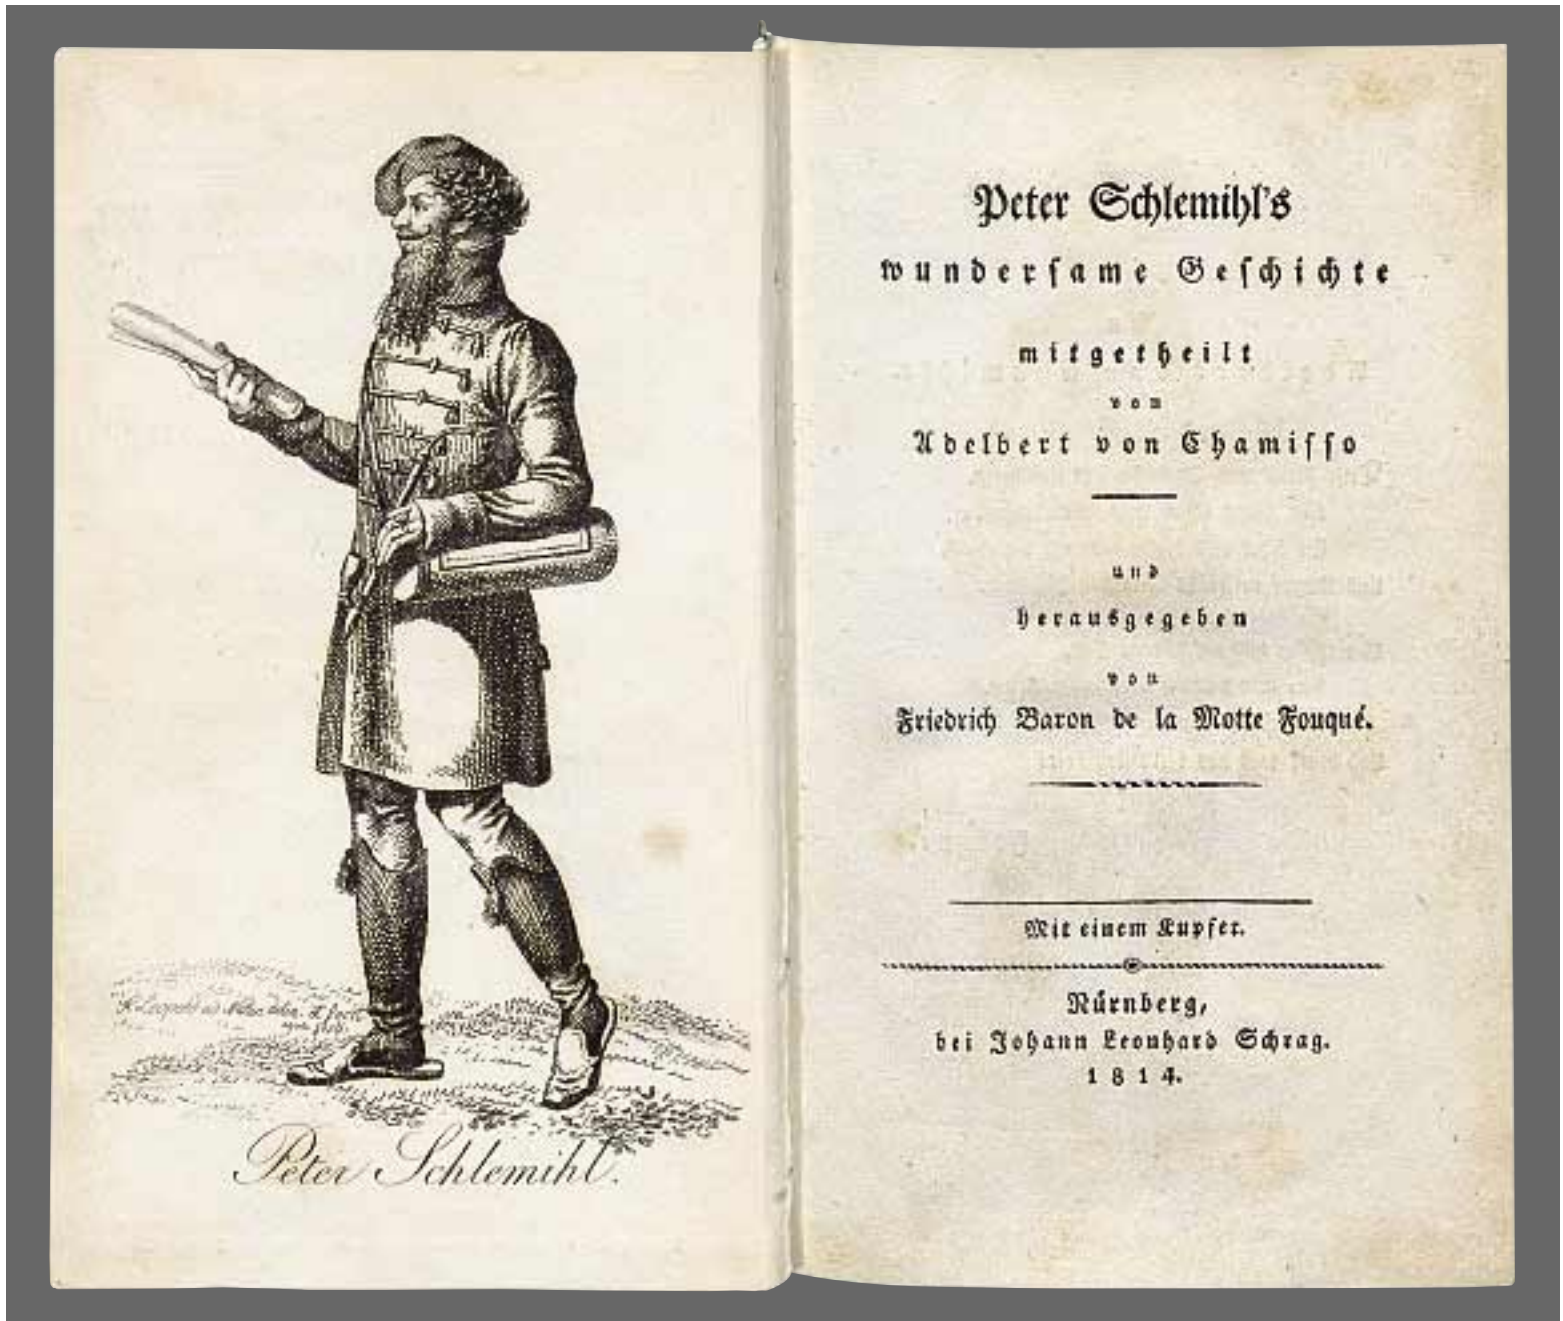 Peter Schlemihl.
Peter Schlemihl's
wunderſame Geſchichte
mitgetheilt
von
Adelbert von Chamiſſo
und
herausgegeben
von
Friedrich Baron de la Motte Fouqué.
Mit einem Kupfer.
Nürnberg,
bei Johann Leonhard Schrag.
1814.